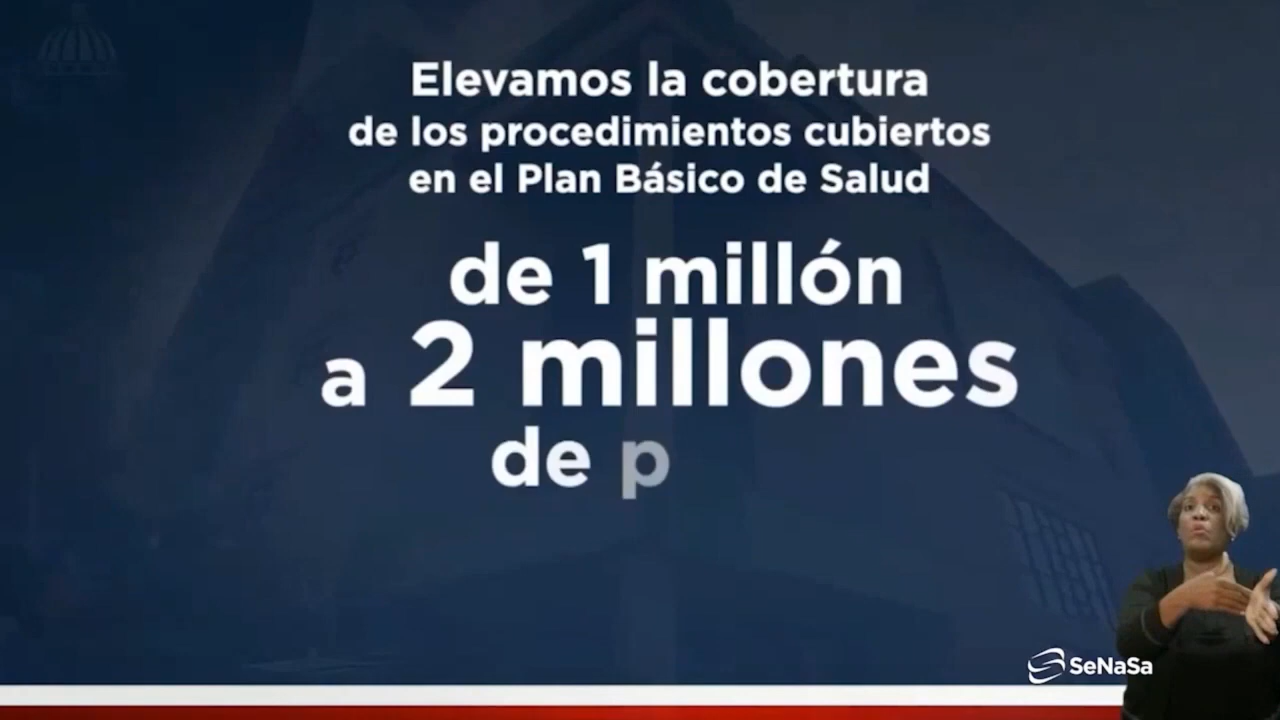 Elevamos la cobertura
de los procedimientos cubiertos
en el Plan Básico de Salud
de 1 millón
a 2 millones
de p
SeNaSa